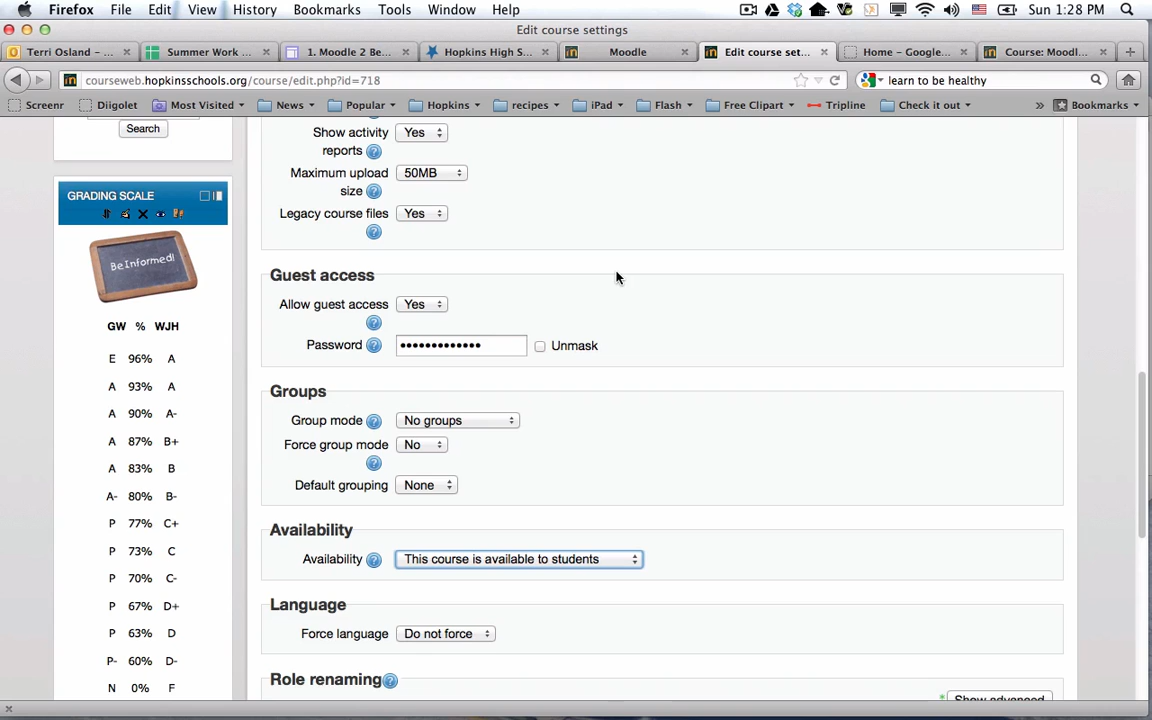 Firefox File Edit View History Bookmarks Tools Window Help Sun 1:28 PM
Edit course settings
Terri Osland – ... Summer Work ... 1. Moodle 2 Be... Hopkins High S... Moodle Edit course set... Home – Google... Course: Moodl...
courseweb.hopkinsschools.org/course/edit.php?id=718 learn to be healthy
Screenr Diigolet Most Visited News Popular Hopkins recipes iPad Flash Free Clipart Tripline Check it out » Bookmarks
Search
GRADING SCALE
Be Informed!
GW % WJH
E 96% A
A 93% A
A 90% A-
A 87% B+
A 83% B
A- 80% B-
P 77% C+
P 73% C
P 70% C-
P 67% D+
P 63% D
P- 60% D-
N 0% F
Show activity reports Yes
Maximum upload size 50MB
Legacy course files Yes
Guest access
Allow guest access Yes
Password ••••••••••••• Unmask
Groups
Group mode No groups
Force group mode No
Default grouping None
Availability
Availability This course is available to students
Language
Force language Do not force
Role renaming
* Show advanced